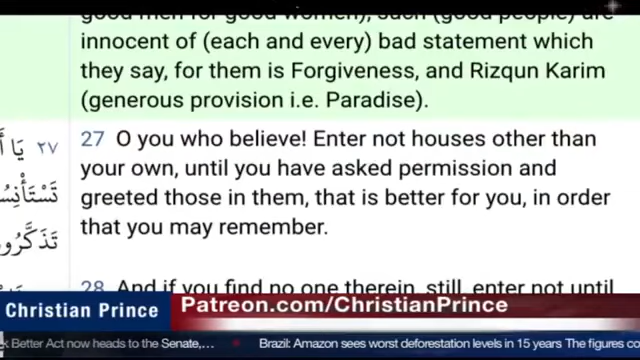 good men for good women), such (good people) are
innocent of (each and every) bad statement which
they say, for them is Forgiveness, and Rizqun Karim
(generous provision i.e. Paradise).
27 O you who believe! Enter not houses other than
your own, until you have asked permission and
greeted those in them, that is better for you, in order
that you may remember.
٢٧ يَا أَ
تَسْتَأْنِسُ
تَذَكَّرُو
28 And if you find no one therein, still, enter not until
Christian Prince
Patreon.com/ChristianPrince
k Better Act now heads to the Senate,...
Brazil: Amazon sees worst deforestation levels in 15 years The figures co